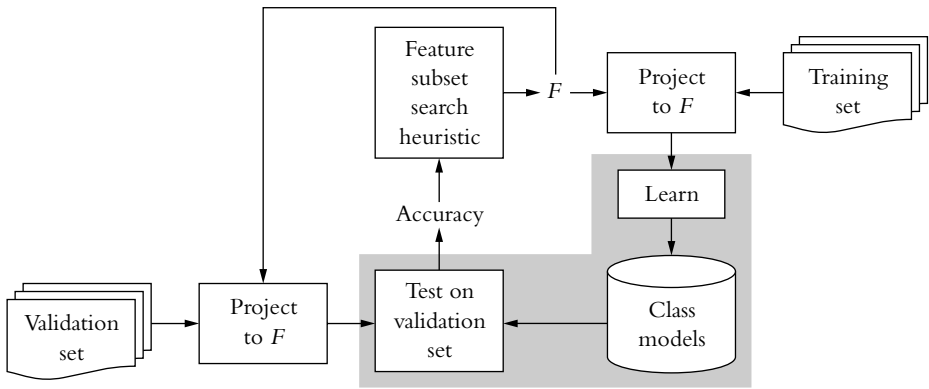 Feature
subset
search
heuristic
F
Project
to F
Training
set
Learn
Accuracy
Validation
set
Project
to F
Test on
validation
set
Class
models